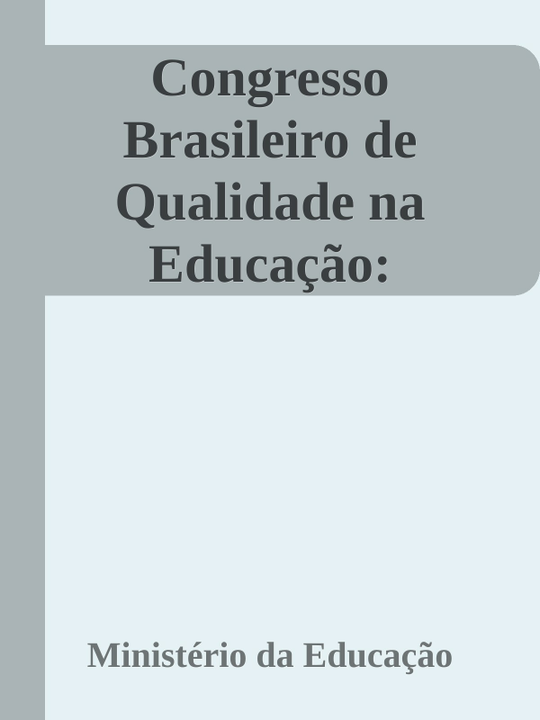 Congresso
Brasileiro de
Qualidade na
Educação:
Ministério da Educação